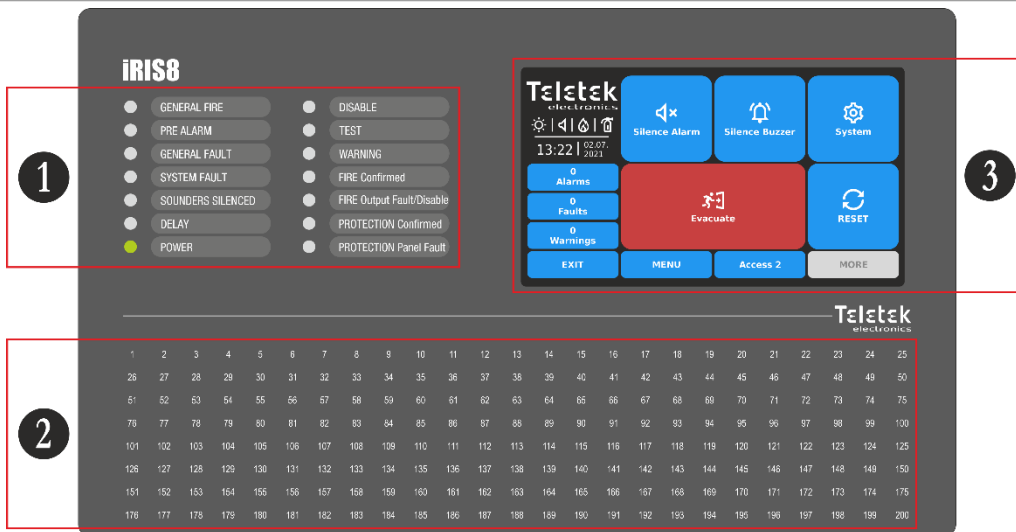 iRIS8
1
GENERAL FIRE
PRE ALARM
GENERAL FAULT
SYSTEM FAULT
SOUNDERS SILENCED
DELAY
POWER
DISABLE
TEST
WARNING
FIRE Confirmed
FIRE Output Fault/Disable
PROTECTION Confirmed
PROTECTION Panel Fault
3
Teletek
electronics
13:22 02.07.
2021
0
Alarms
0
Faults
0
Warnings
EXIT
Silence Alarm
Silence Buzzer
System
Evacuate
RESET
MENU
Access 2
MORE
Teletek
electronics
2
1 2 3 4 5 6 7 8 9 10 11 12 13 14 15 16 17 18 19 20 21 22 23 24 25
26 27 28 29 30 31 32 33 34 35 36 37 38 39 40 41 42 43 44 45 46 47 48 49 50
51 52 53 54 55 56 57 58 59 60 61 62 63 64 65 66 67 68 69 70 71 72 73 74 75
76 77 78 79 80 81 82 83 84 85 86 87 88 89 90 91 92 93 94 95 96 97 98 99 100
101 102 103 104 105 106 107 108 109 110 111 112 113 114 115 116 117 118 119 120 121 122 123 124 125
126 127 128 129 130 131 132 133 134 135 136 137 138 139 140 141 142 143 144 145 146 147 148 149 150
151 152 153 154 155 156 157 158 159 160 161 162 163 164 165 166 167 168 169 170 171 172 173 174 175
176 177 178 179 180 181 182 183 184 185 186 187 188 189 190 191 192 193 194 195 196 197 198 199 200